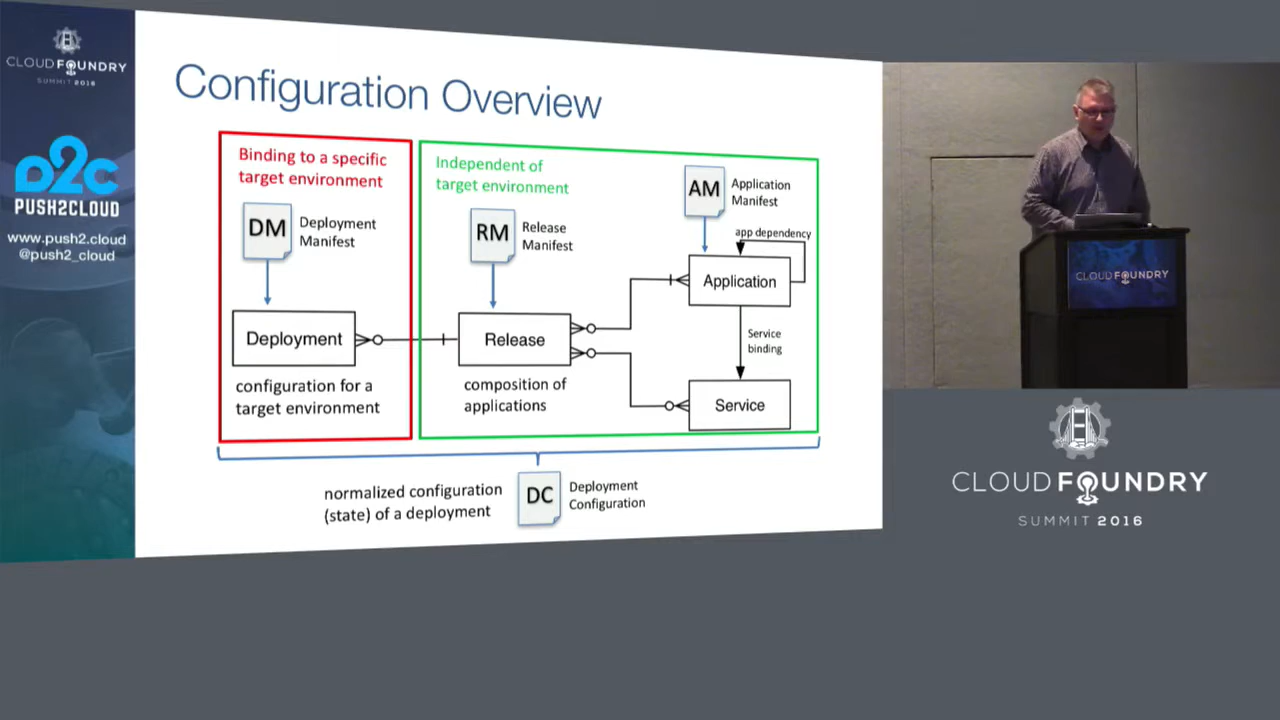 CLOUD FOUNDRY
SUMMIT 2016
D2C
PUSH2CLOUD
www.push2.cloud
@push2_cloud
Configuration Overview
Binding to a specific
target environment
DM
Deployment
Manifest
Deployment
configuration for a
target environment
Independent of
target environment
RM
Release
Manifest
Release
composition of
applications
AM
Application
Manifest
app dependency
Application
Service
binding
Service
normalized configuration
(state) of a deployment
DC
Deployment
Configuration
CLOUD FOUNDRY
CLOUD FOUNDRY
SUMMIT 2016